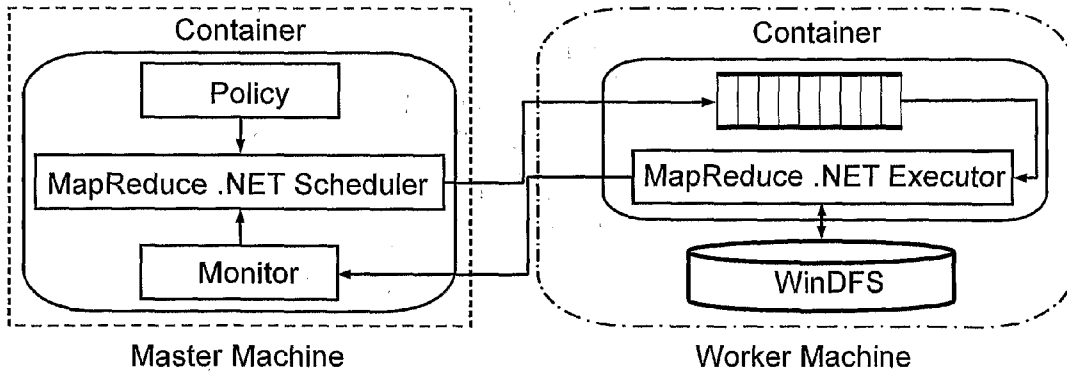 Container
Policy
MapReduce .NET Scheduler
Monitor
Master Machine
Container
MapReduce .NET Executor
WinDFS
Worker Machine